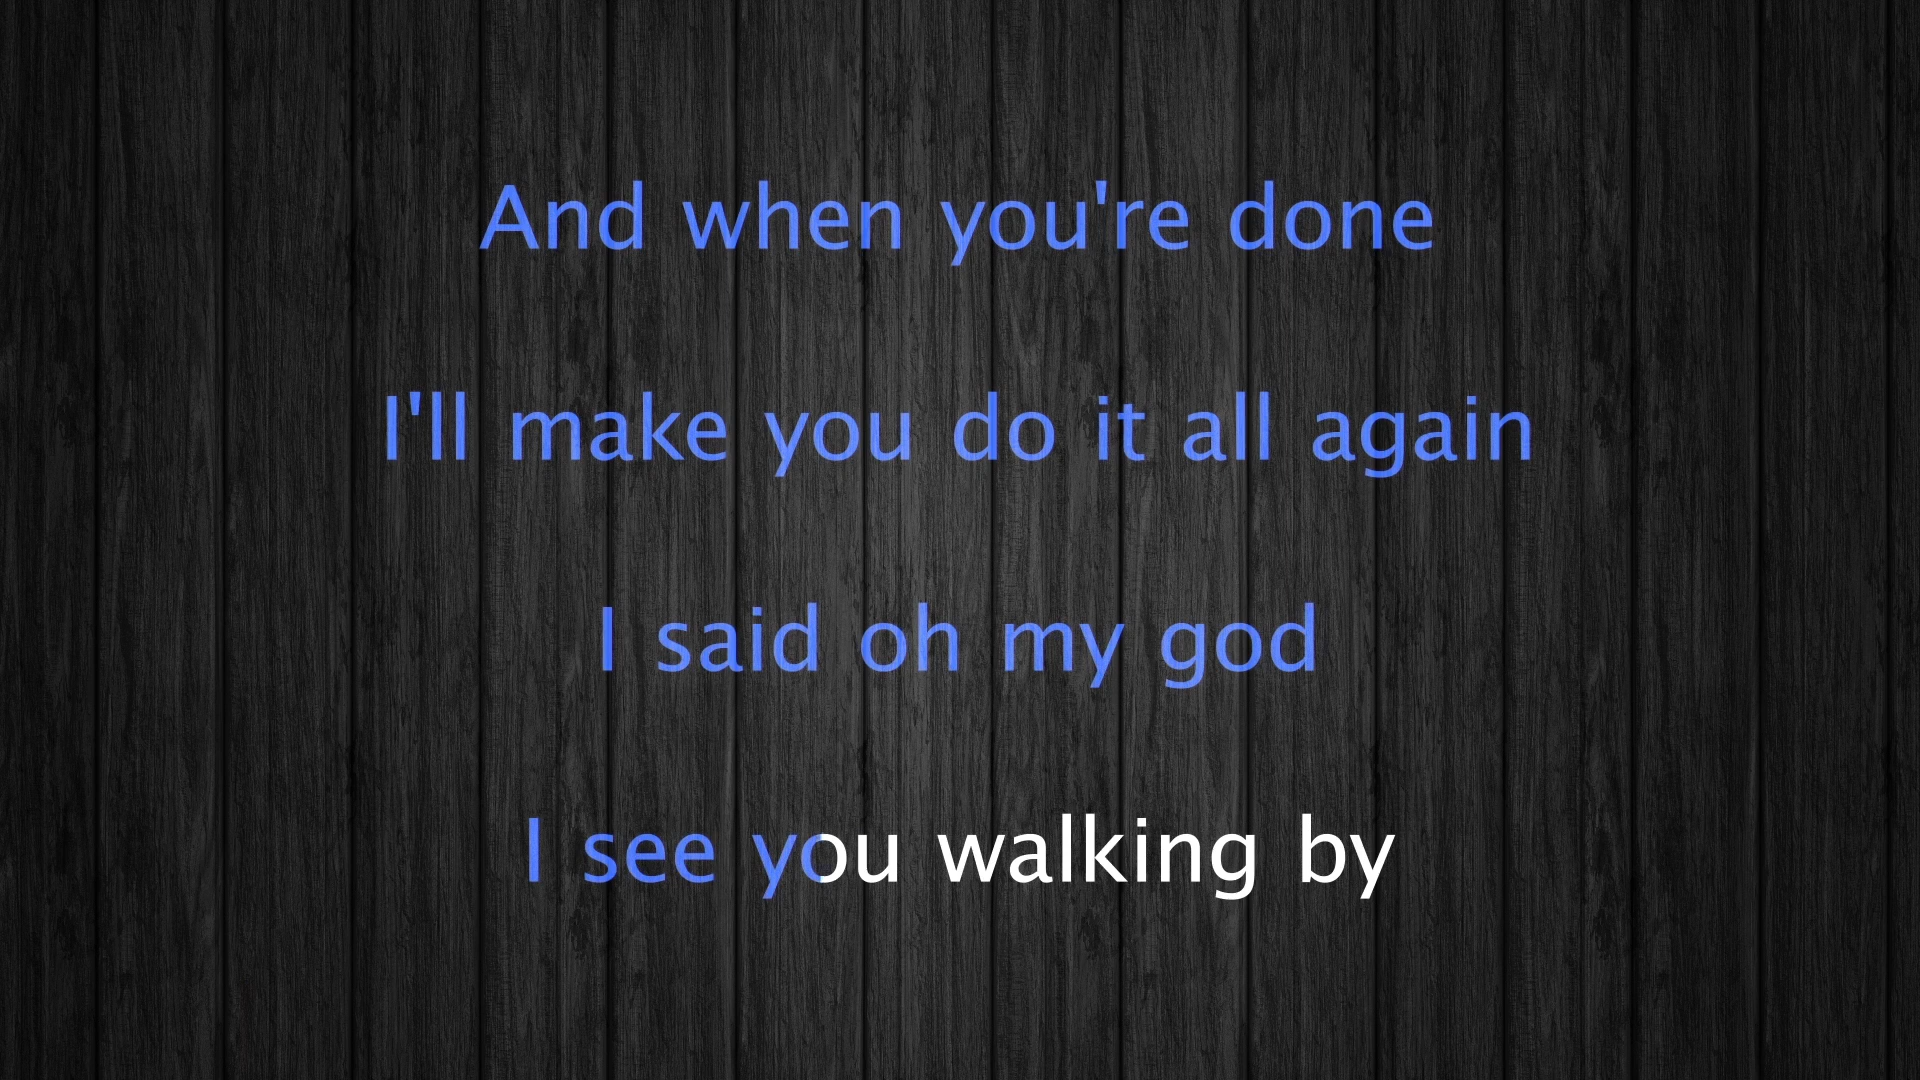 And when you're done
I'll make you do it all again
I said oh my god
I see you walking by